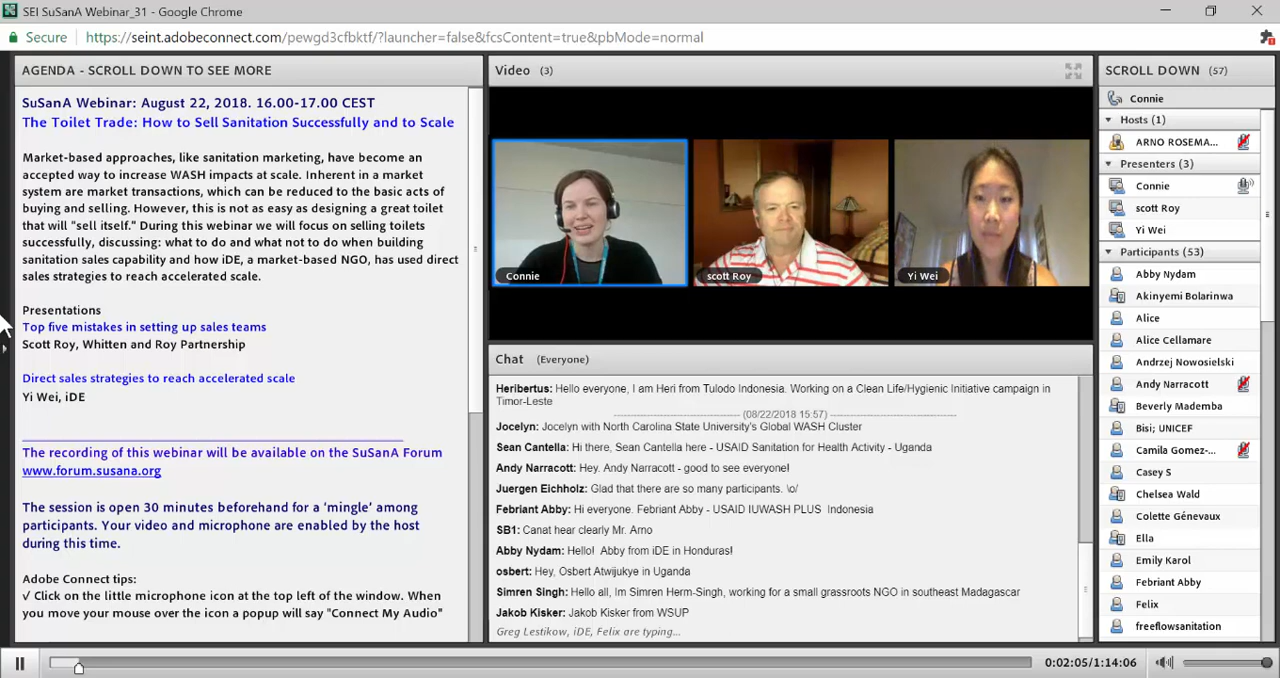 SEI SuSanA Webinar_31 - Google Chrome
Secure
https://seint.adobeconnect.com/pewgd3cfbktf/?launcher=false&fcsContent=true&pbMode=normal
AGENDA - SCROLL DOWN TO SEE MORE
SuSanA Webinar: August 22, 2018. 16.00-17.00 CEST
The Toilet Trade: How to Sell Sanitation Successfully and to Scale
Market-based approaches, like sanitation marketing, have become an
accepted way to increase WASH impacts at scale. Inherent in a market
system are market transactions, which can be reduced to the basic acts of
buying and selling. However, this is not as easy as designing a great toilet
that will "sell itself." During this webinar we will focus on selling toilets
successfully, discussing: what to do and what not to do when building
sanitation sales capability and how iDE, a market-based NGO, has used direct
sales strategies to reach accelerated scale.
Presentations
Top five mistakes in setting up sales teams
Scott Roy, Whitten and Roy Partnership
Direct sales strategies to reach accelerated scale
Yi Wei, iDE
The recording of this webinar will be available on the SuSanA Forum
www.forum.susana.org
The session is open 30 minutes beforehand for a 'mingle' among
participants. Your video and microphone are enabled by the host
during this time.
Adobe Connect tips:
√ Click on the little microphone icon at the top left of the window. When
you move your mouse over the icon a popup will say "Connect My Audio"
Video (3)
Connie
scott Roy
Yi Wei
Chat (Everyone)
Heribertus: Hello everyone, I am Heri from Tulodo Indonesia. Working on a Clean Life/Hygienic Initiative campaign in
Timor-Leste
(08/22/2018 15:57)
Jocelyn: Jocelyn with North Carolina State University's Global WASH Cluster
Sean Cantella: Hi there, Sean Cantella here - USAID Sanitation for Health Activity - Uganda
Andy Narracott: Hey. Andy Narracott - good to see everyone!
Juergen Eichholz: Glad that there are so many participants. \o/
Febriant Abby: Hi everyone. Febriant Abby - USAID IUWASH PLUS Indonesia
SB1: Canat hear clearly Mr. Arno
Abby Nydam: Hello! Abby from iDE in Honduras!
osbert: Hey, Osbert Atwijukye in Uganda
Simren Singh: Hello all, Im Simren Herm-Singh, working for a small grassroots NGO in southeast Madagascar
Jakob Kisker: Jakob Kisker from WSUP
Greg Lestikow, iDE, Felix are typing...
SCROLL DOWN (57)
Connie
Hosts (1)
ARNO ROSEMA...
Presenters (3)
Connie
scott Roy
Yi Wei
Participants (53)
Abby Nydam
Akinyemi Bolarinwa
Alice
Alice Cellamare
Andrzej Nowosielski
Andy Narracott
Beverly Mademba
Bisi; UNICEF
Camila Gomez-...
Casey S
Chelsea Wald
Colette Génevaux
Ella
Emily Karol
Febriant Abby
Felix
freeflowsanitation
0:02:05/1:14:06